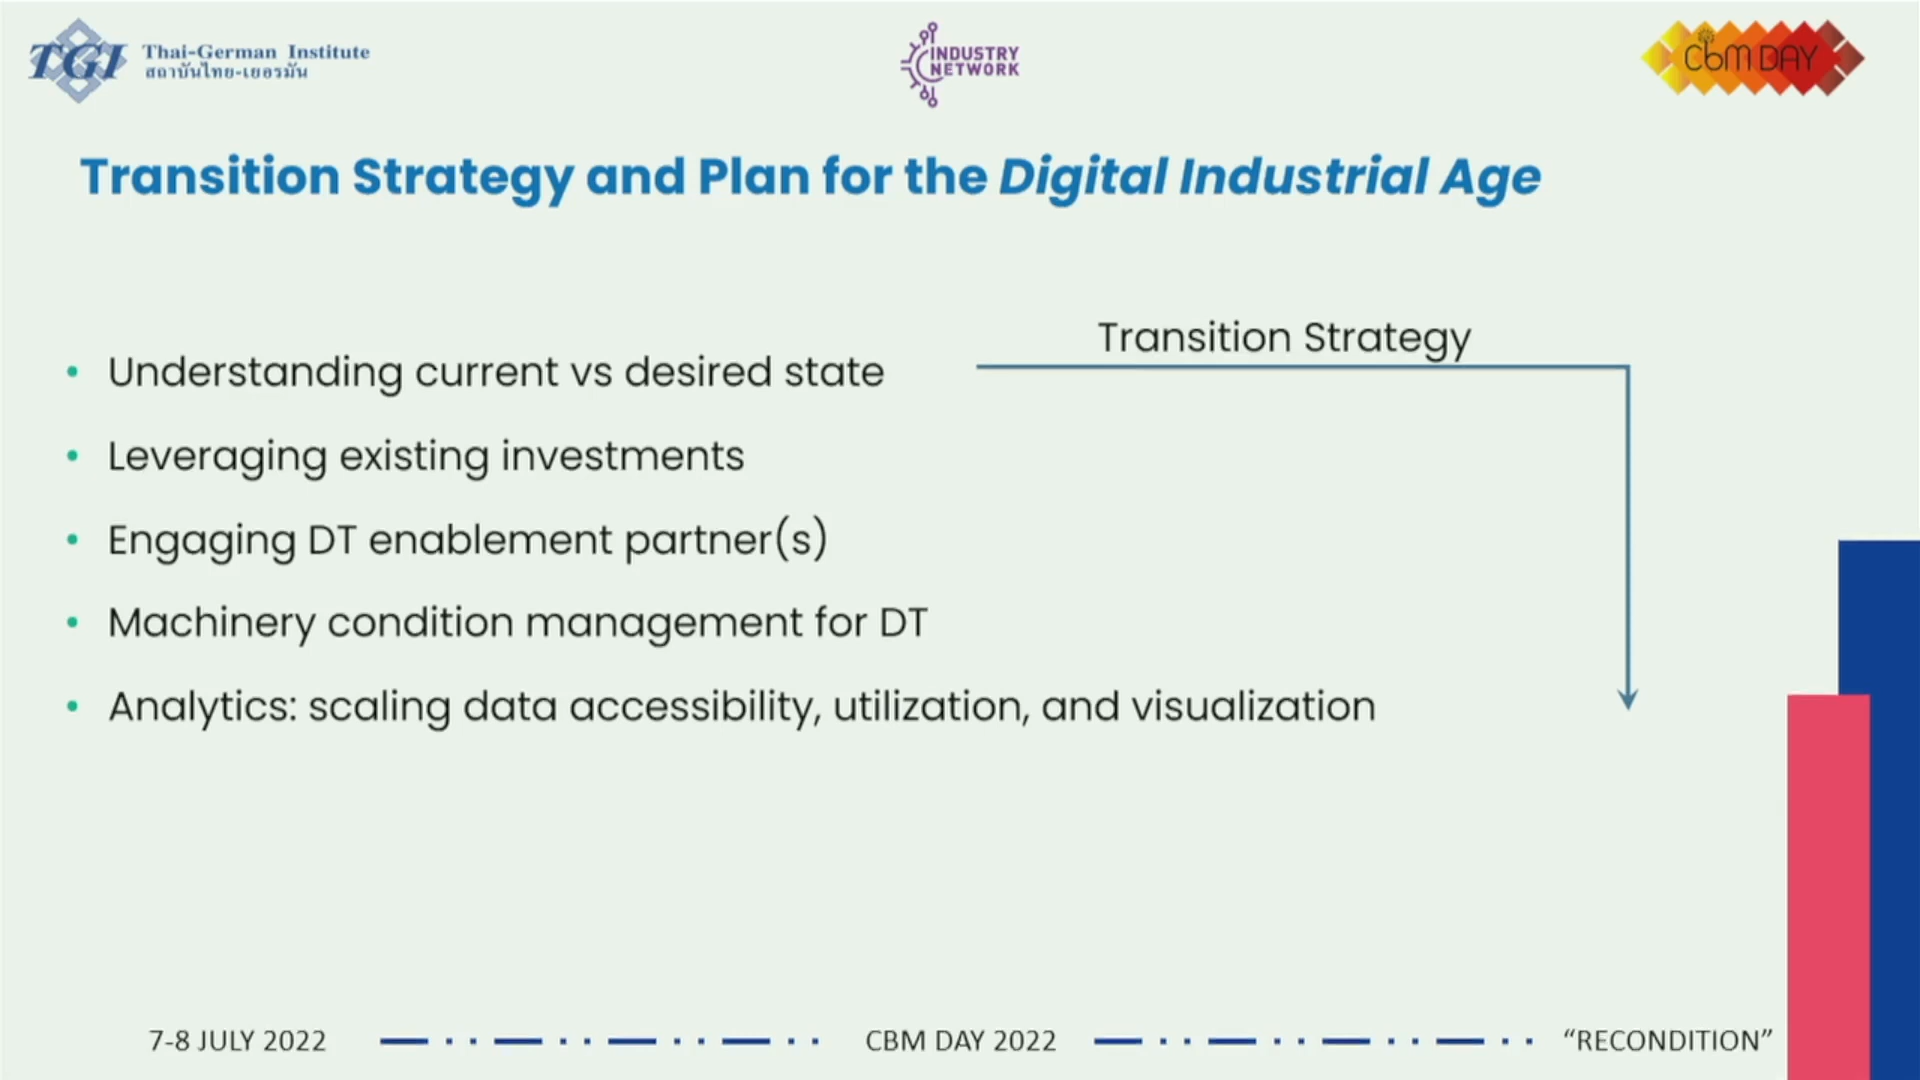 TGI Thai-German Institute
สถาบันไทย-เยอรมัน
INDUSTRY
NETWORK
cbm DAY
Transition Strategy and Plan for the Digital Industrial Age
Transition Strategy
• Understanding current vs desired state
• Leveraging existing investments
• Engaging DT enablement partner(s)
• Machinery condition management for DT
• Analytics: scaling data accessibility, utilization, and visualization
7-8 JULY 2022
CBM DAY 2022
“RECONDITION”